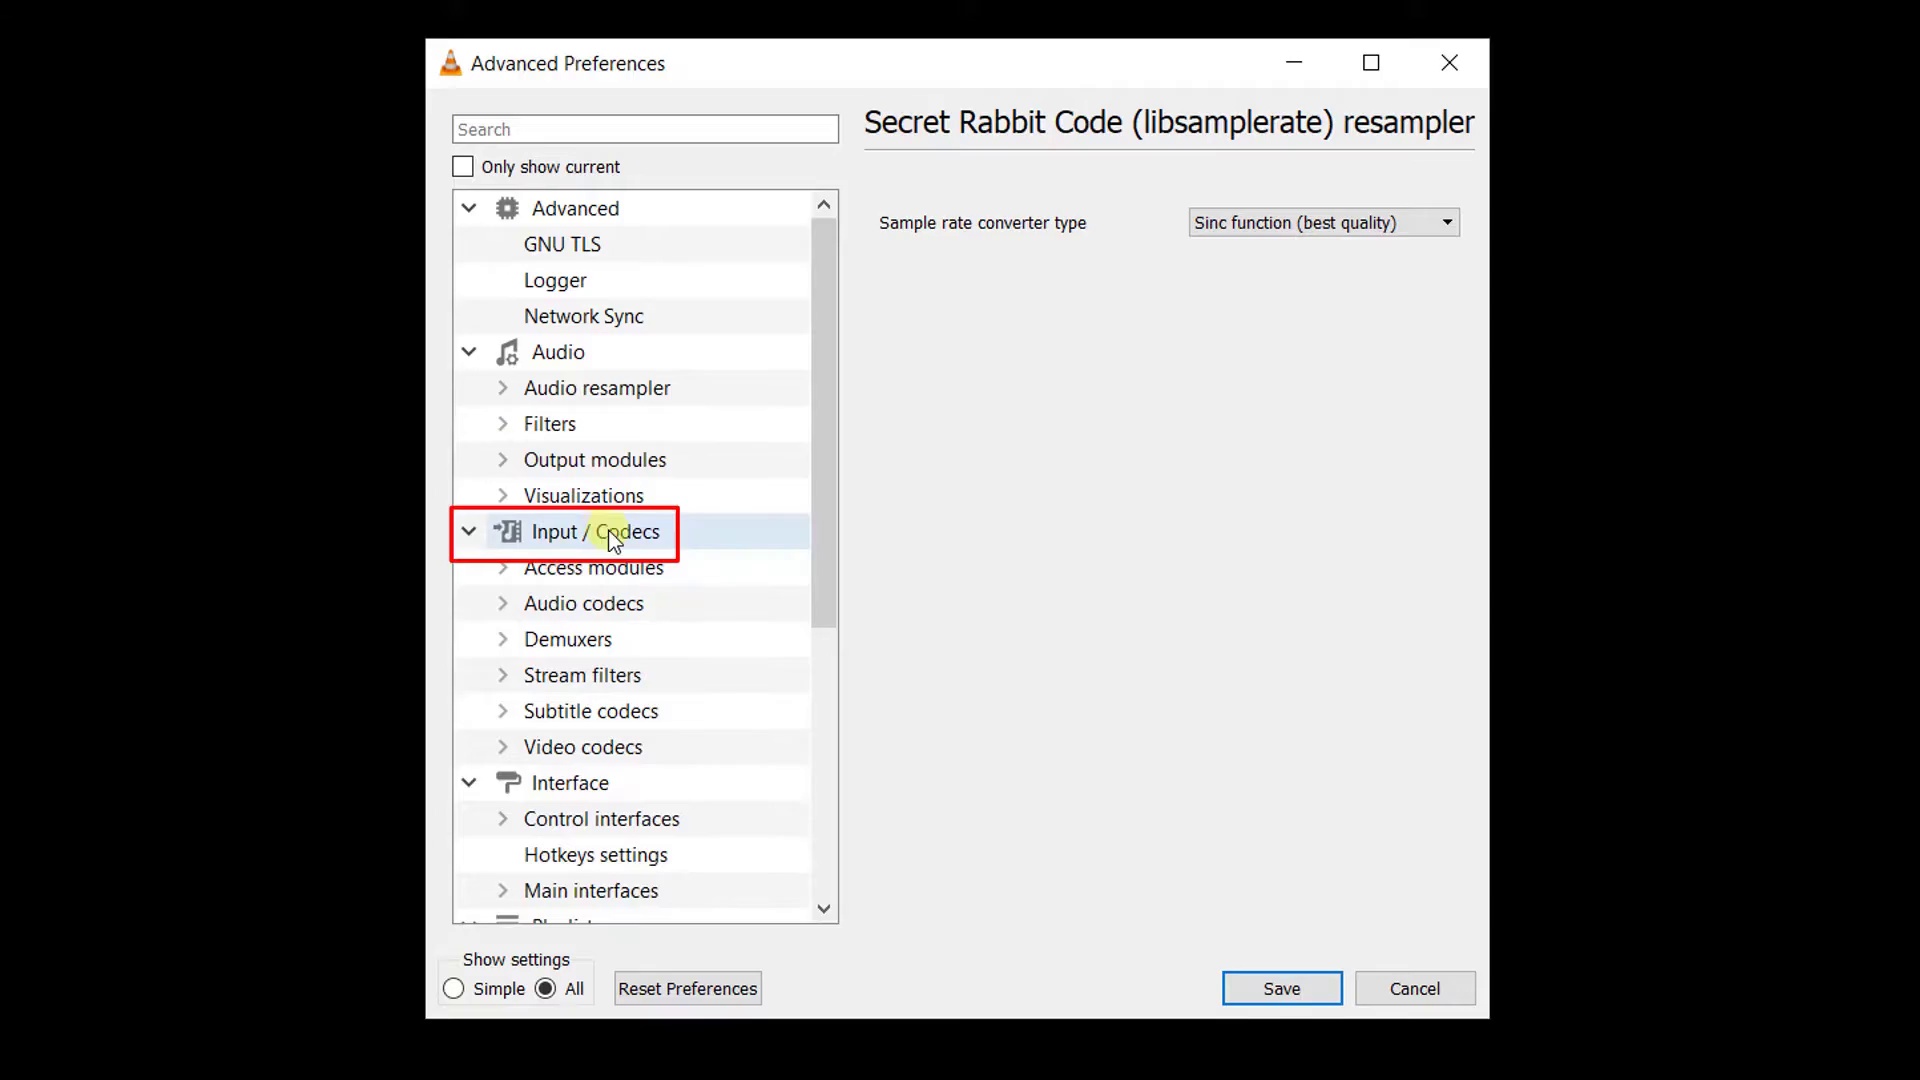 Advanced Preferences
Search
Only show current
Advanced
GNU TLS
Logger
Network Sync
Audio
Audio resampler
Filters
Output modules
Visualizations
Input / Codecs
Access modules
Audio codecs
Demuxers
Stream filters
Subtitle codecs
Video codecs
Interface
Control interfaces
Hotkeys settings
Main interfaces
Secret Rabbit Code (libsamplerate) resampler
Sample rate converter type
Sinc function (best quality)
Show settings
Simple
All
Reset Preferences
Save
Cancel